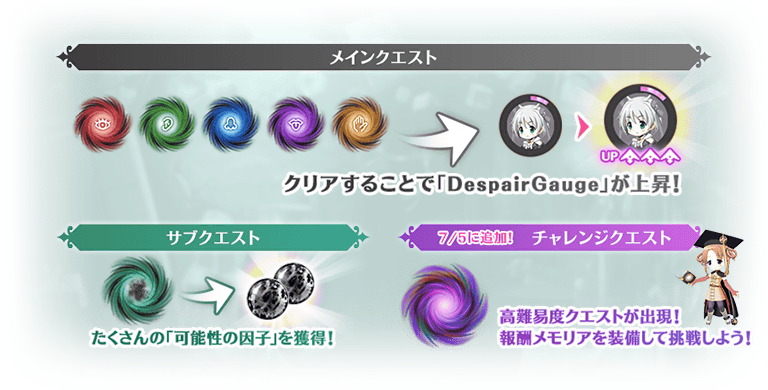 メインクエスト
UP
クリアすることで「DespairGauge」が上昇！
サブクエスト
たくさんの「可能性の因子」を獲得！
7/5に追加！ チャレンジクエスト
高難易度クエストが出現！
報酬メモリアを装備して挑戦しよう！